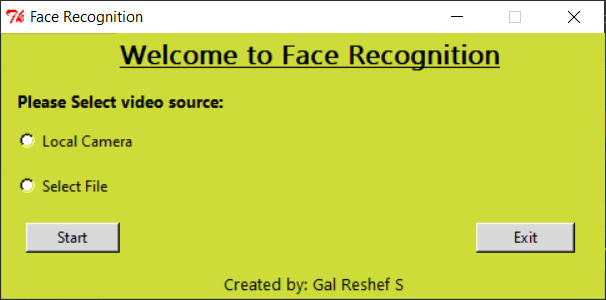 Face Recognition
Welcome to Face Recognition
Please Select video source:
Local Camera
Select File
Start Exit
Created by: Gal Reshef S